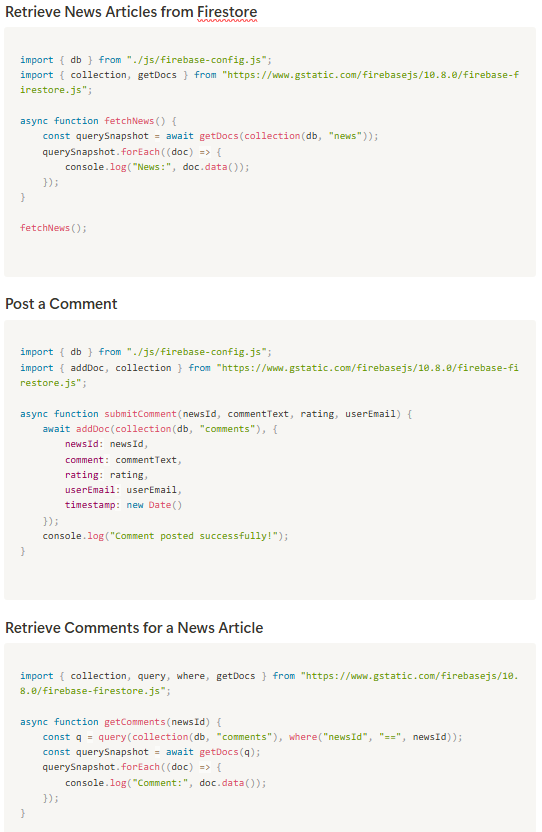 Retrieve News Articles from Firestore
import { db } from "./js/firebase-config.js";
import { collection, getDocs } from "https://www.gstatic.com/firebasejs/10.8.0/firebase-f
irestore.js";
async function fetchNews() {
    const querySnapshot = await getDocs(collection(db, "news"));
    querySnapshot.forEach((doc) => {
        console.log("News:", doc.data());
    });
}
fetchNews();
Post a Comment
import { db } from "./js/firebase-config.js";
import { addDoc, collection } from "https://www.gstatic.com/firebasejs/10.8.0/firebase-fi
restore.js";
async function submitComment(newsId, commentText, rating, userEmail) {
    await addDoc(collection(db, "comments"), {
        newsId: newsId,
        comment: commentText,
        rating: rating,
        userEmail: userEmail,
        timestamp: new Date()
    });
    console.log("Comment posted successfully!");
}
Retrieve Comments for a News Article
import { collection, query, where, getDocs } from "https://www.gstatic.com/firebasejs/10.
8.0/firebase-firestore.js";
async function getComments(newsId) {
    const q = query(collection(db, "comments"), where("newsId", "==", newsId));
    const querySnapshot = await getDocs(q);
    querySnapshot.forEach((doc) => {
        console.log("Comment:", doc.data());
    });
}